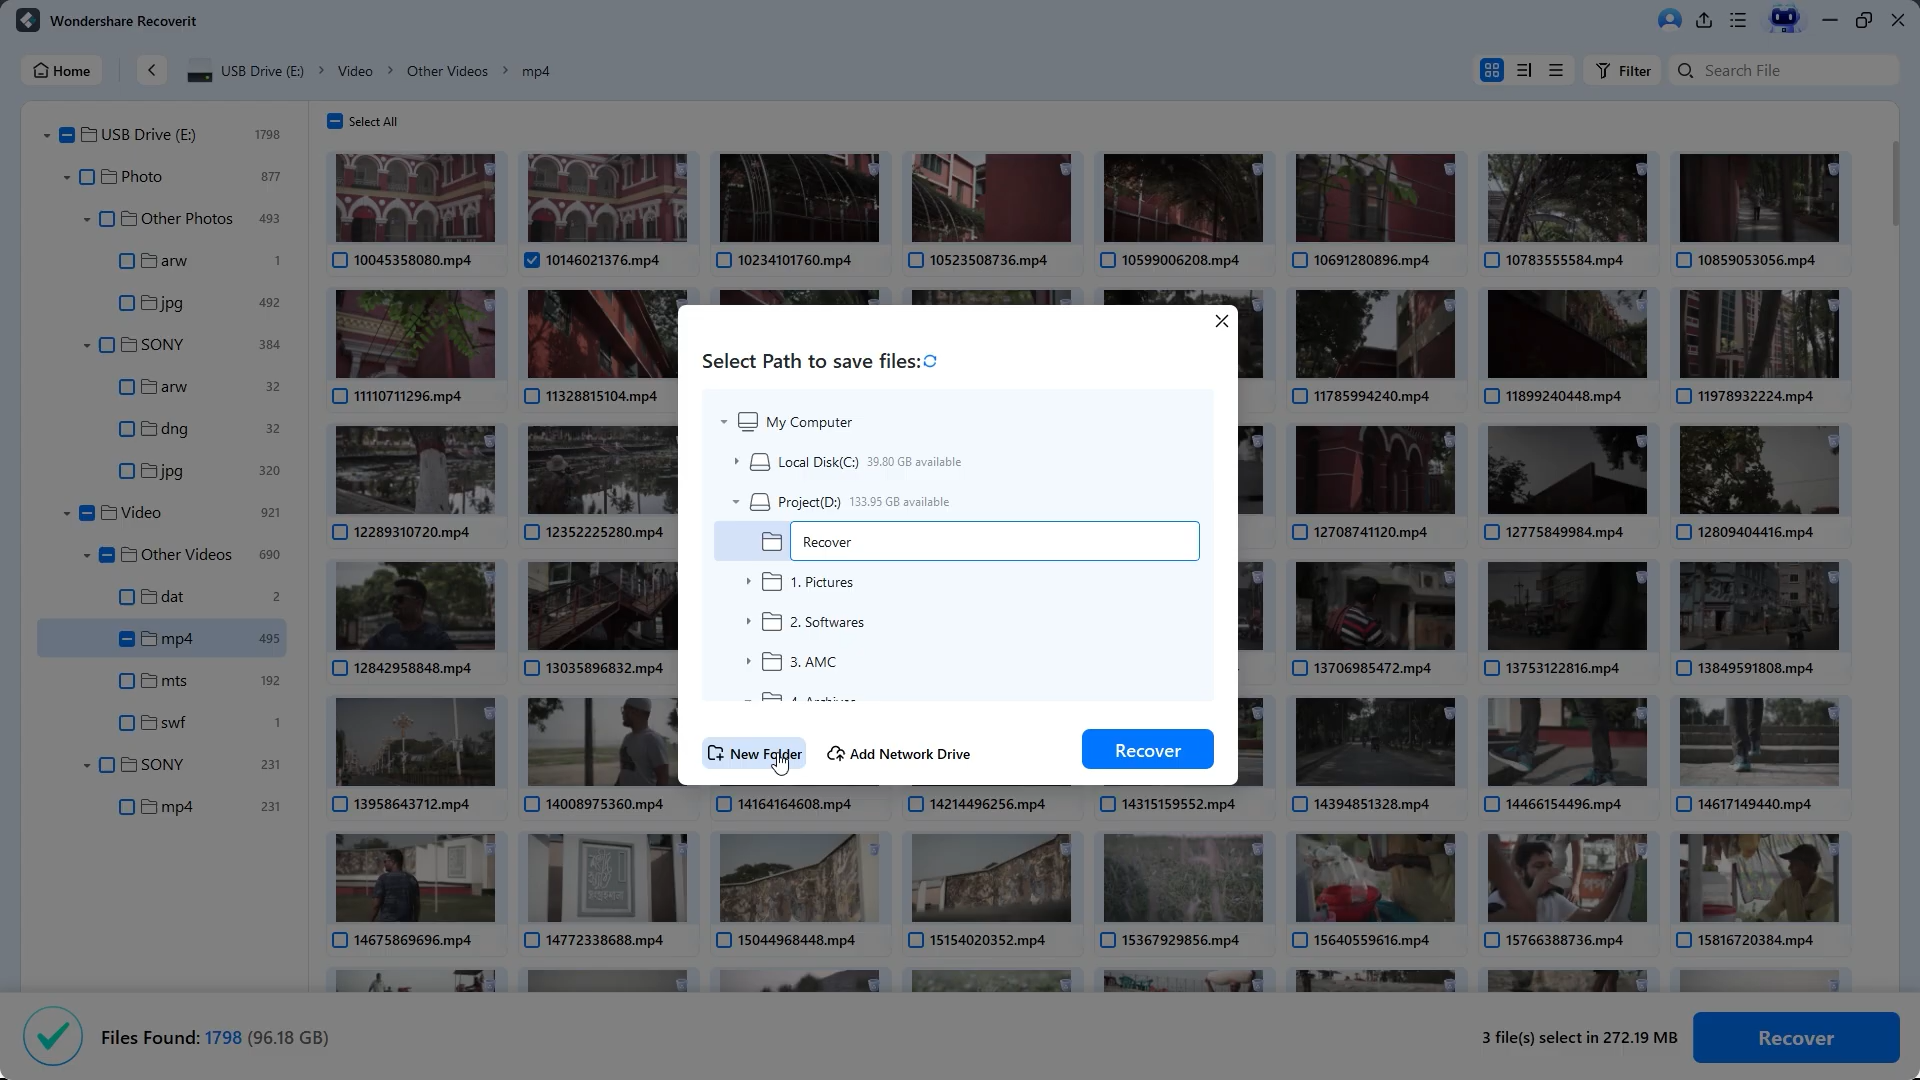 Wondershare Recoverit
Home
USB Drive (E:) > Video > Other Videos > mp4
Filter
Search File
USB Drive (E:) 1798
Photo 877
Other Photos 493
arw 1
jpg 492
SONY 384
arw 32
dng 32
jpg 320
Video 921
Other Videos 690
dat 2
mp4 495
mts 192
swf 1
SONY 231
mp4 231
Select All
10045358080.mp4 10146021376.mp4 10234101760.mp4 10523508736.mp4 10599006208.mp4 10691280896.mp4 10783555584.mp4 10859053056.mp4
11110711296.mp4 11328815104.mp4 11785994240.mp4 11899240448.mp4 11978932224.mp4
12289310720.mp4 12352225280.mp4 12708741120.mp4 12775849984.mp4 12809404416.mp4
12842958848.mp4 13035896832.mp4 13706985472.mp4 13753122816.mp4 13849591808.mp4
13958643712.mp4 14008975360.mp4 14164164608.mp4 14214496256.mp4 14315159552.mp4 14394851328.mp4 14466154496.mp4 14617149440.mp4
14675869696.mp4 14772338688.mp4 15044968448.mp4 15154020352.mp4 15367929856.mp4 15640559616.mp4 15766388736.mp4 15816720384.mp4
Select Path to save files:
My Computer
Local Disk(C:) 39.80 GB available
Project(D:) 133.95 GB available
Recover
1. Pictures
2. Softwares
3. AMC
4. Archives
New Folder
Add Network Drive
Recover
Files Found: 1798 (96.18 GB)
3 file(s) select in 272.19 MB
Recover